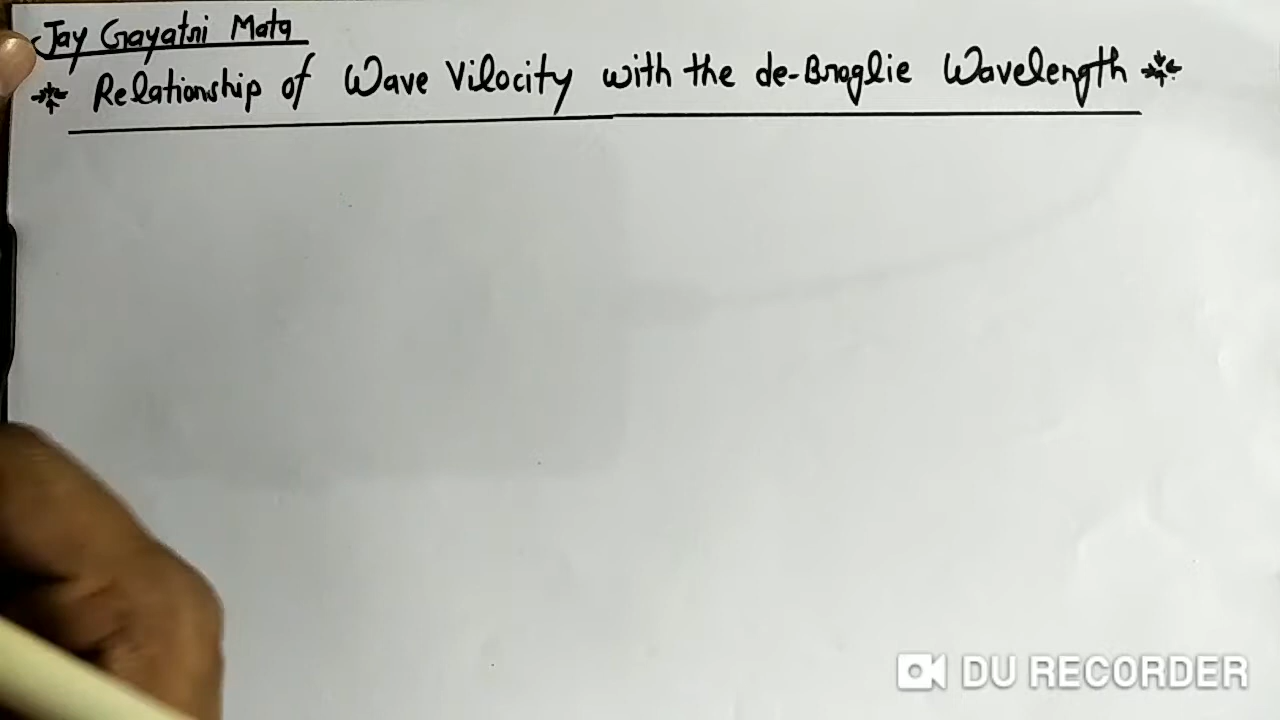 Jay Gayatri Mata
* Relationship of Wave Vilocity with the de-Broglie Wavelength *
DU RECORDER